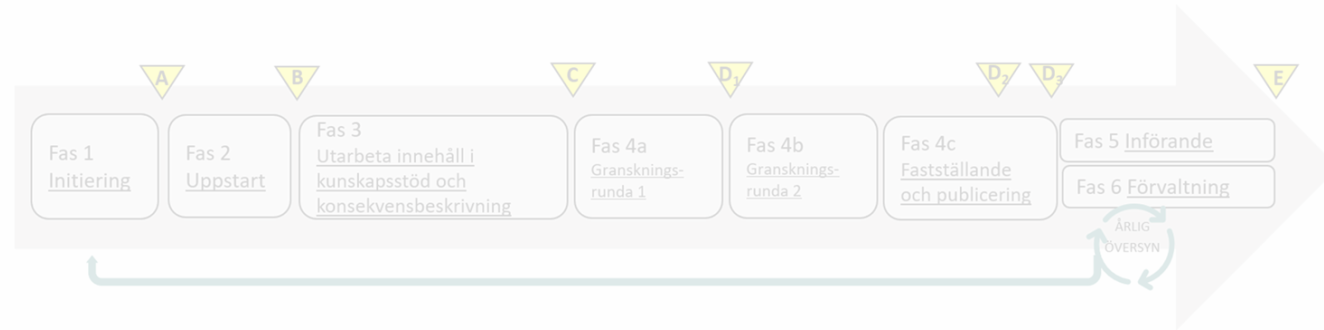 A
B
C
D1
D2
D3
E
Fas 1
Initiering
Fas 2
Uppstart
Fas 3
Utarbeta innehåll i
kunskapsstöd och
konsekvensbeskrivning
Fas 4a
Gransknings-
runda 1
Fas 4b
Gransknings-
runda 2
Fas 4c
Fastställande
och publicering
Fas 5 Införande
Fas 6 Förvaltning
ÅRLIG
ÖVERSYN